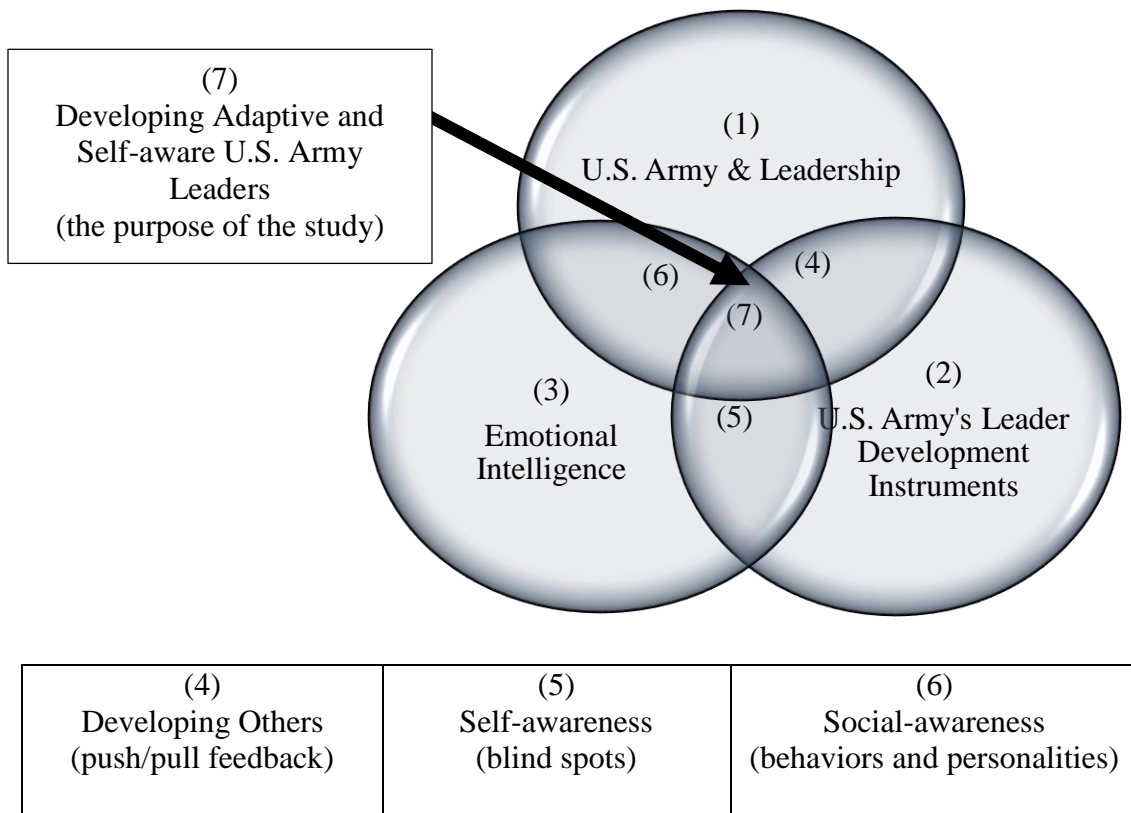 (7)
Developing Adaptive and
Self-aware U.S. Army
Leaders
(the purpose of the study)
(1)
U.S. Army & Leadership
(6)
(4)
(7)
(3)
Emotional
Intelligence
(5)
(2)
U.S. Army's Leader
Development
Instruments
(4)
Developing Others
(push/pull feedback)
(5)
Self-awareness
(blind spots)
(6)
Social-awareness
(behaviors and personalities)